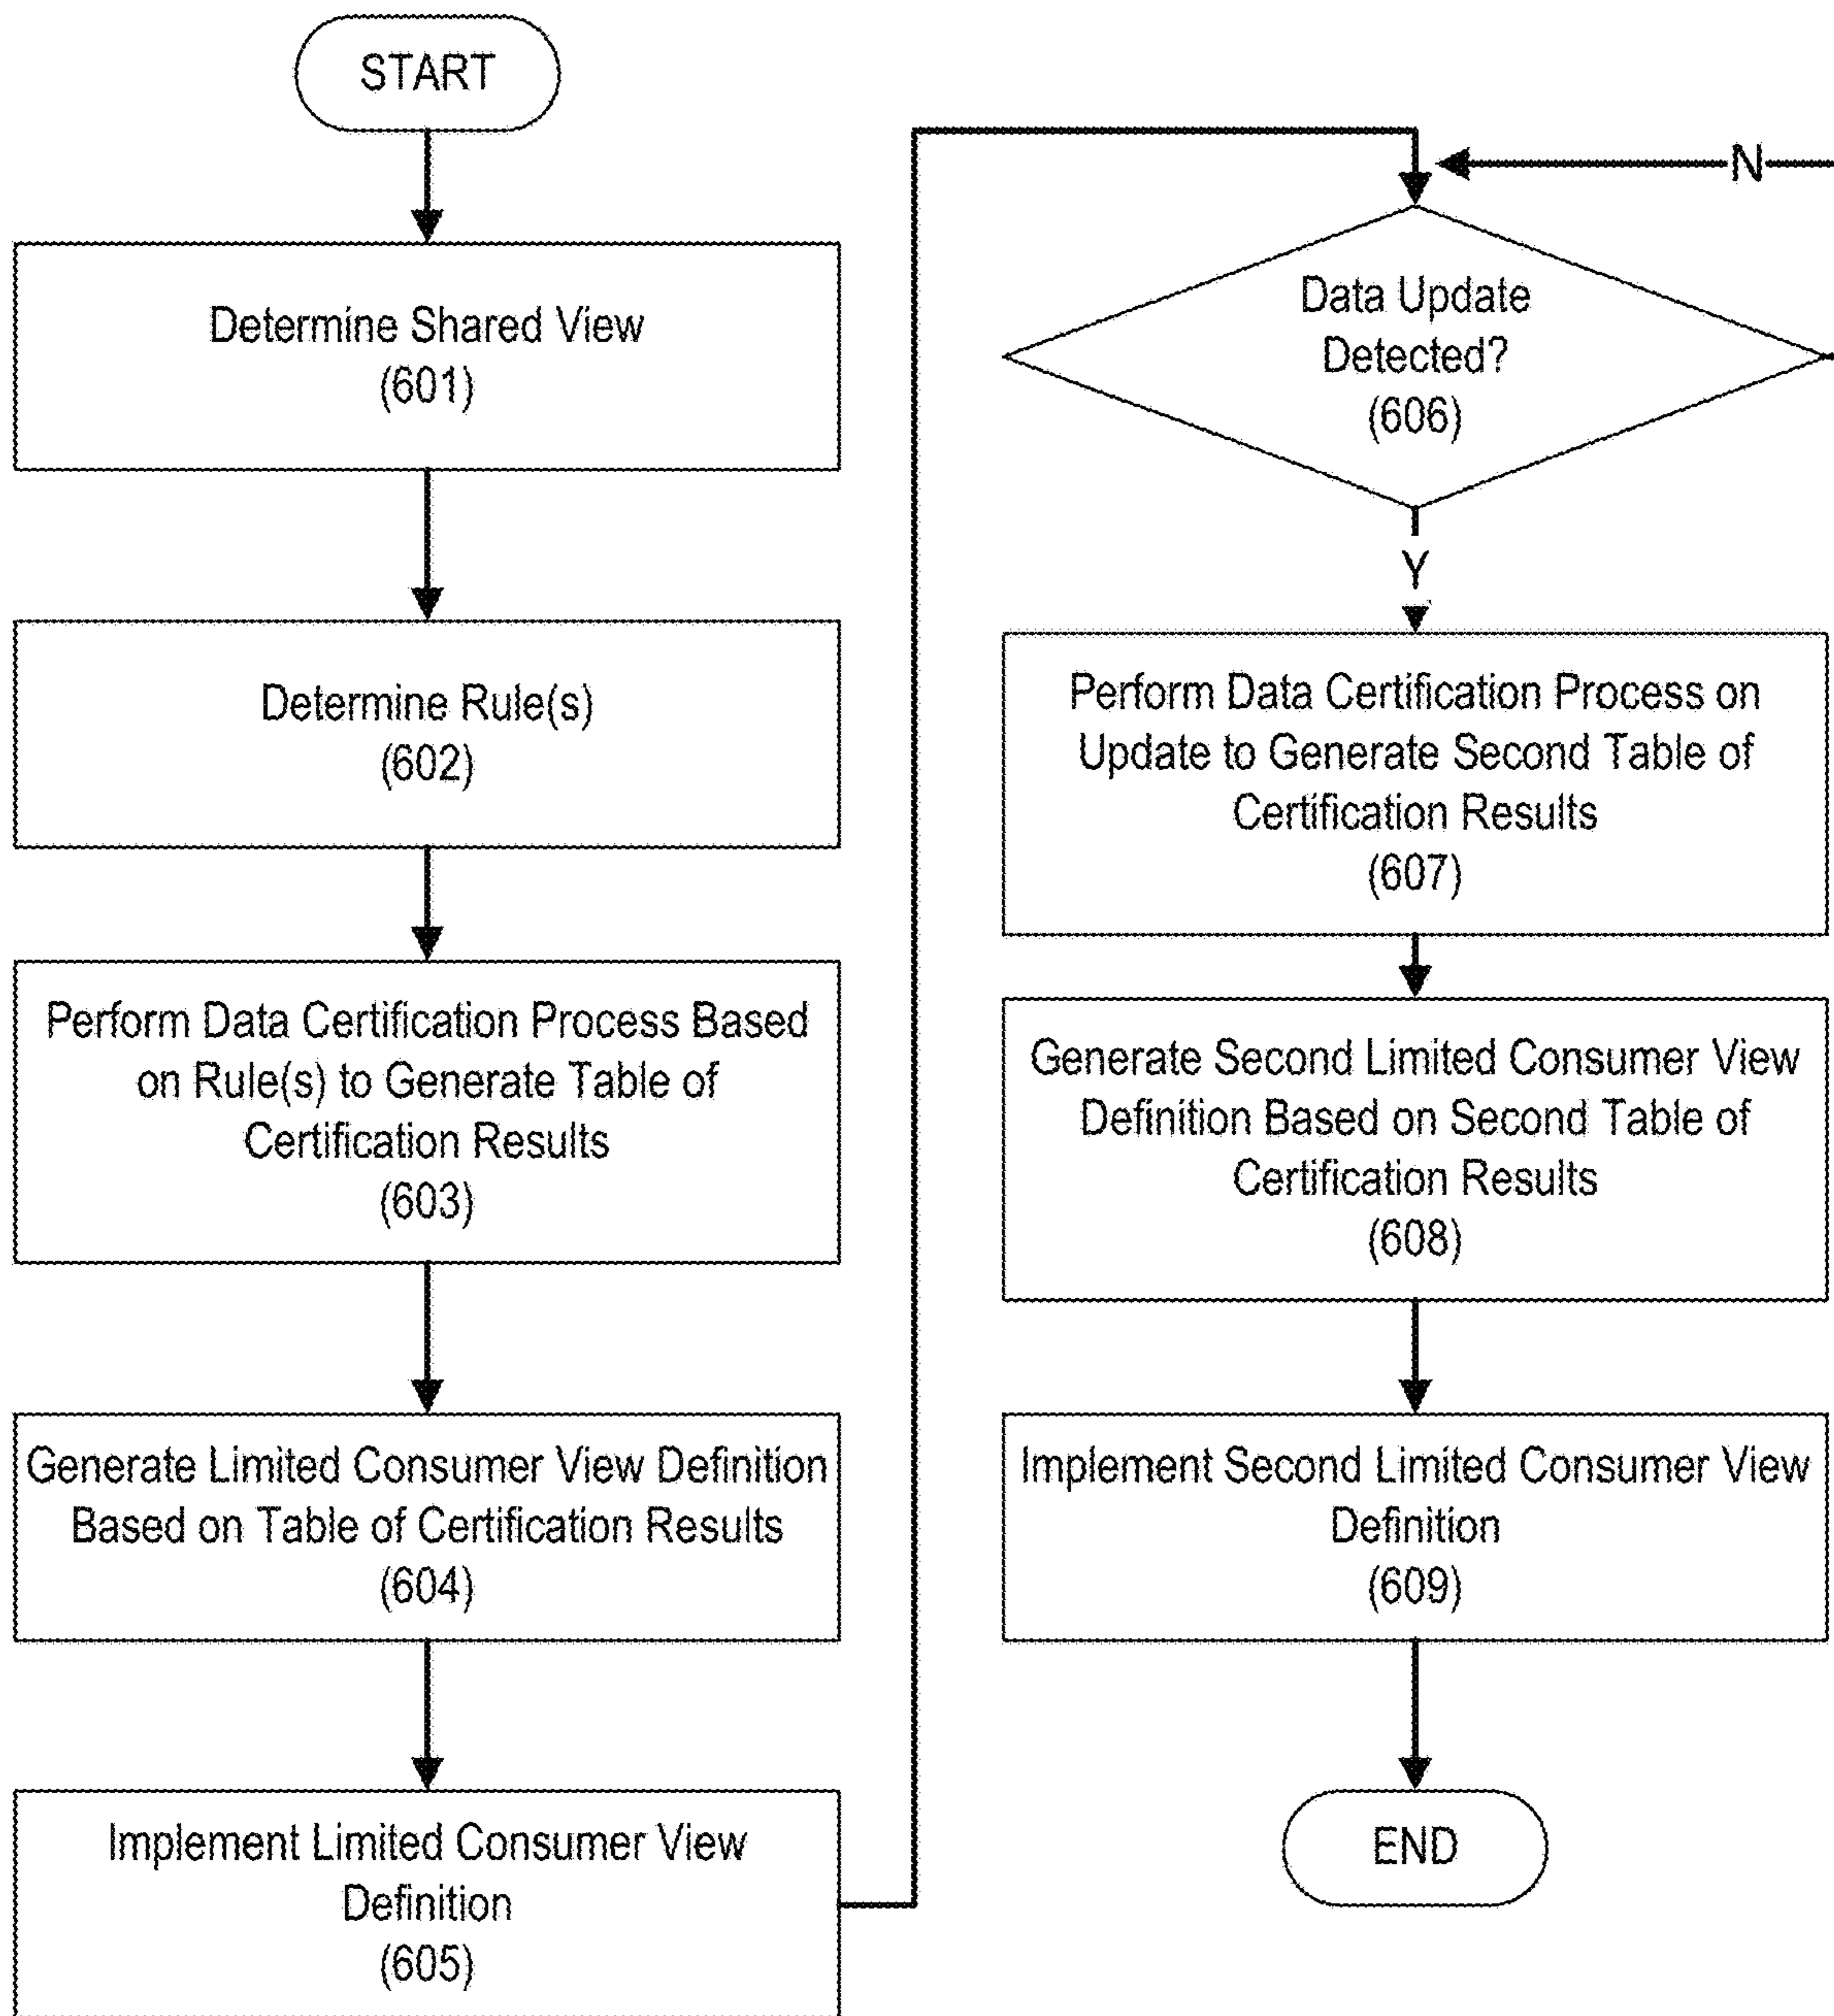 START
Determine Shared View
(601)
Determine Rule(s)
(602)
Perform Data Certification Process Based
on Rule(s) to Generate Table of
Certification Results
(603)
Generate Limited Consumer View Definition
Based on Table of Certification Results
(604)
Implement Limited Consumer View
Definition
(605)
N
Data Update
Detected?
(606)
Y
Perform Data Certification Process on
Update to Generate Second Table of
Certification Results
(607)
Generate Second Limited Consumer View
Definition Based on Second Table of
Certification Results
(608)
Implement Second Limited Consumer View
Definition
(609)
END